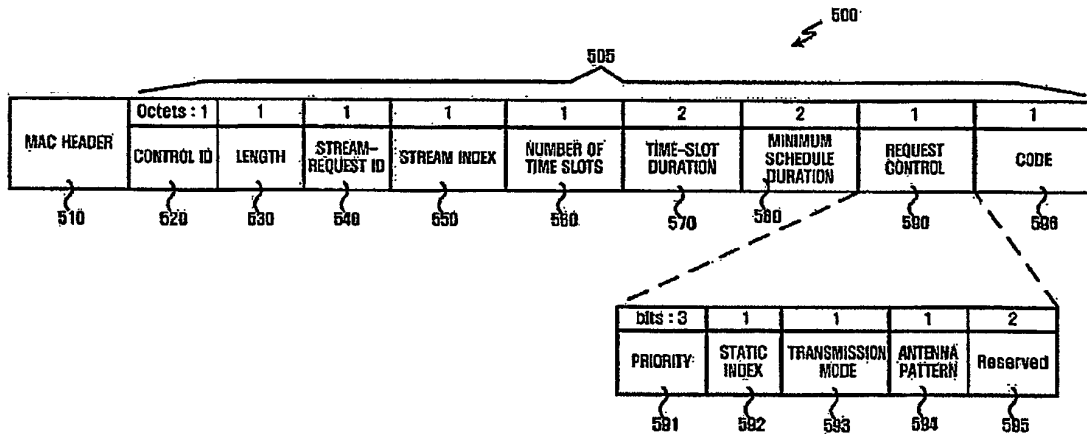 500
505
Octets : 1 1 1 1 1 2 2 1 1
MAC HEADER
CONTROL ID
LENGTH
STREAM-
REQUEST ID
STREAM INDEX
NUMBER OF
TIME SLOTS
TIME-SLOT
DURATION
MINIMUM
SCHEDULE
DURATION
REQUEST
CONTROL
CODE
510 520 530 540 550 560 570 580 590 596
bits : 3 1 1 1 2
PRIORITY
STATIC
INDEX
TRANSMISSION
MODE
ANTENNA
PATTERN
Reserved
591 592 593 594 595